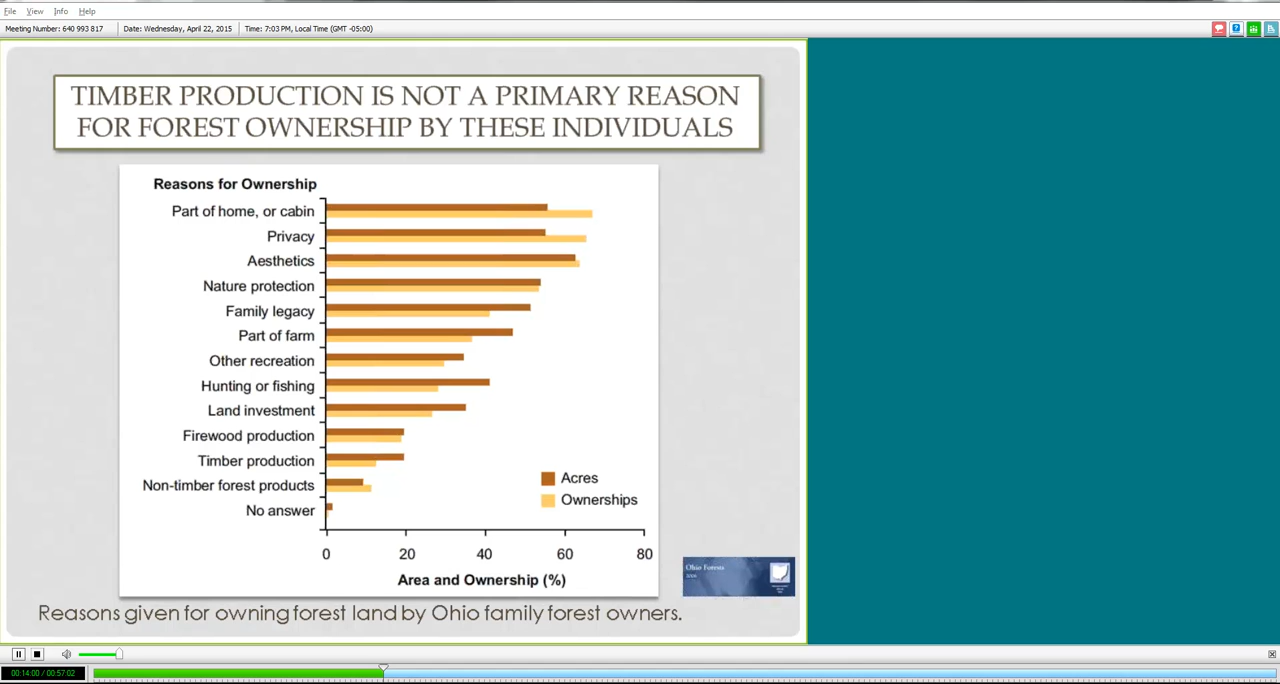 File View Info Help
Meeting Number: 640 993 817 Date: Wednesday, April 22, 2015 Time: 7:03 PM, Local Time (GMT -05:00)
TIMBER PRODUCTION IS NOT A PRIMARY REASON
FOR FOREST OWNERSHIP BY THESE INDIVIDUALS
Reasons for Ownership
Part of home, or cabin
Privacy
Aesthetics
Nature protection
Family legacy
Part of farm
Other recreation
Hunting or fishing
Land investment
Firewood production
Timber production
Non-timber forest products
No answer
Acres
Ownerships
0 20 40 60 80
Area and Ownership (%)
Ohio Forests
Reasons given for owning forest land by Ohio family forest owners.
00:14:00 / 00:57:02